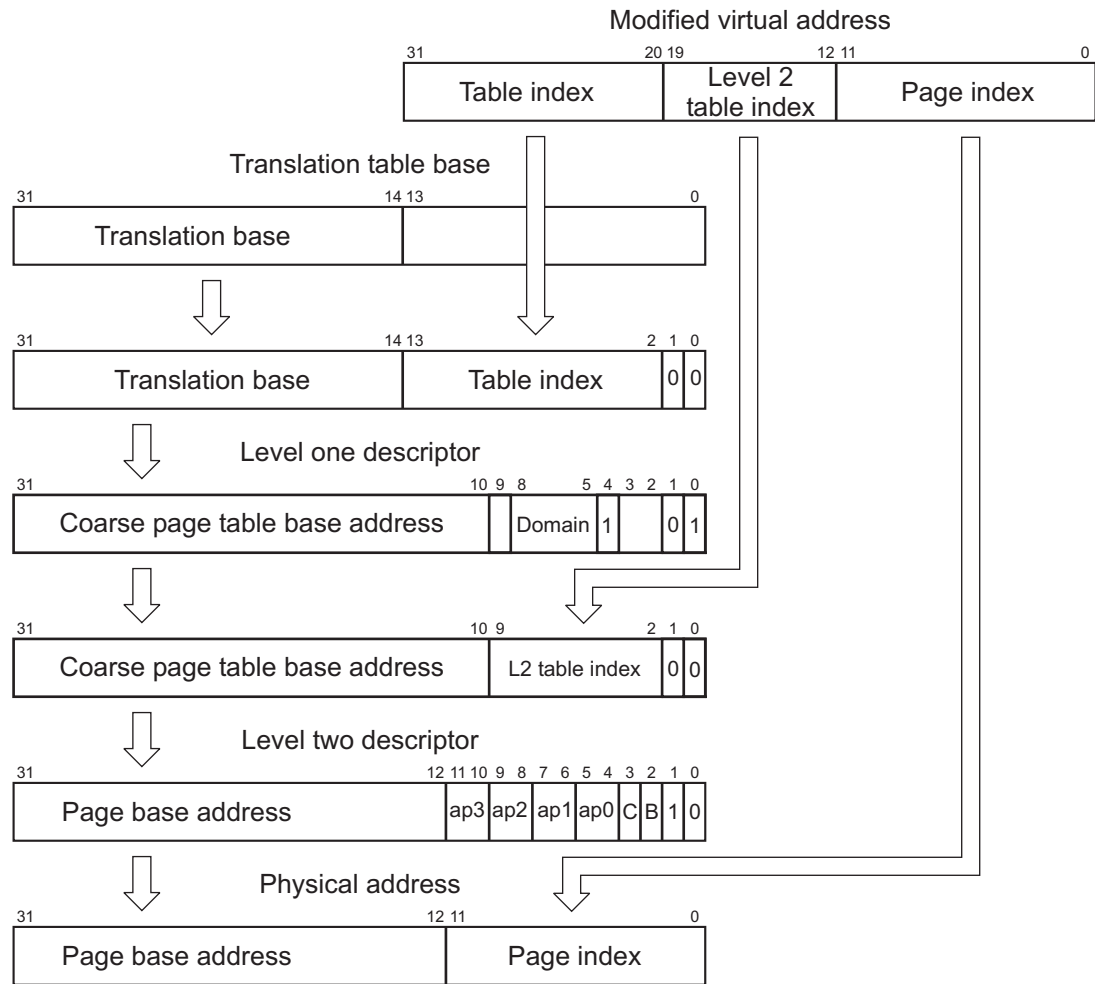 Modified virtual address
31 20 19 12 11 0
Table index Level 2 table index Page index
Translation table base
31 14 13 0
Translation base
31 14 13 2 1 0
Translation base Table index 0 0
Level one descriptor
31 10 9 8 5 4 3 2 1 0
Coarse page table base address Domain 1 0 1
31 10 9 2 1 0
Coarse page table base address L2 table index 0 0
Level two descriptor
31 12 11 10 9 8 7 6 5 4 3 2 1 0
Page base address ap3 ap2 ap1 ap0 C B 1 0
Physical address
31 12 11 0
Page base address Page index